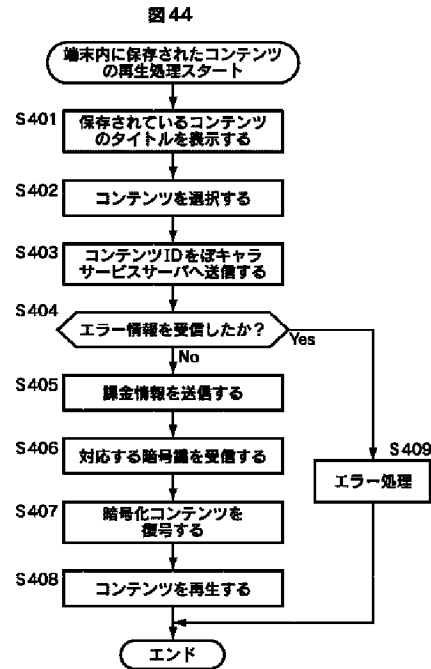 図44
端末内に保存されたコンテンツ
の再生処理スタート
S401
保存されているコンテンツ
のタイトルを表示する
S402
コンテンツを選択する
S403
コンテンツIDをぽキャラ
サービスサーバへ送信する
S404
エラー情報を受信したか?
Yes
No
S405
課金情報を送信する
S406
対応する暗号鍵を受信する
S409
エラー処理
S407
暗号化コンテンツを
復号する
S408
コンテンツを再生する
エンド